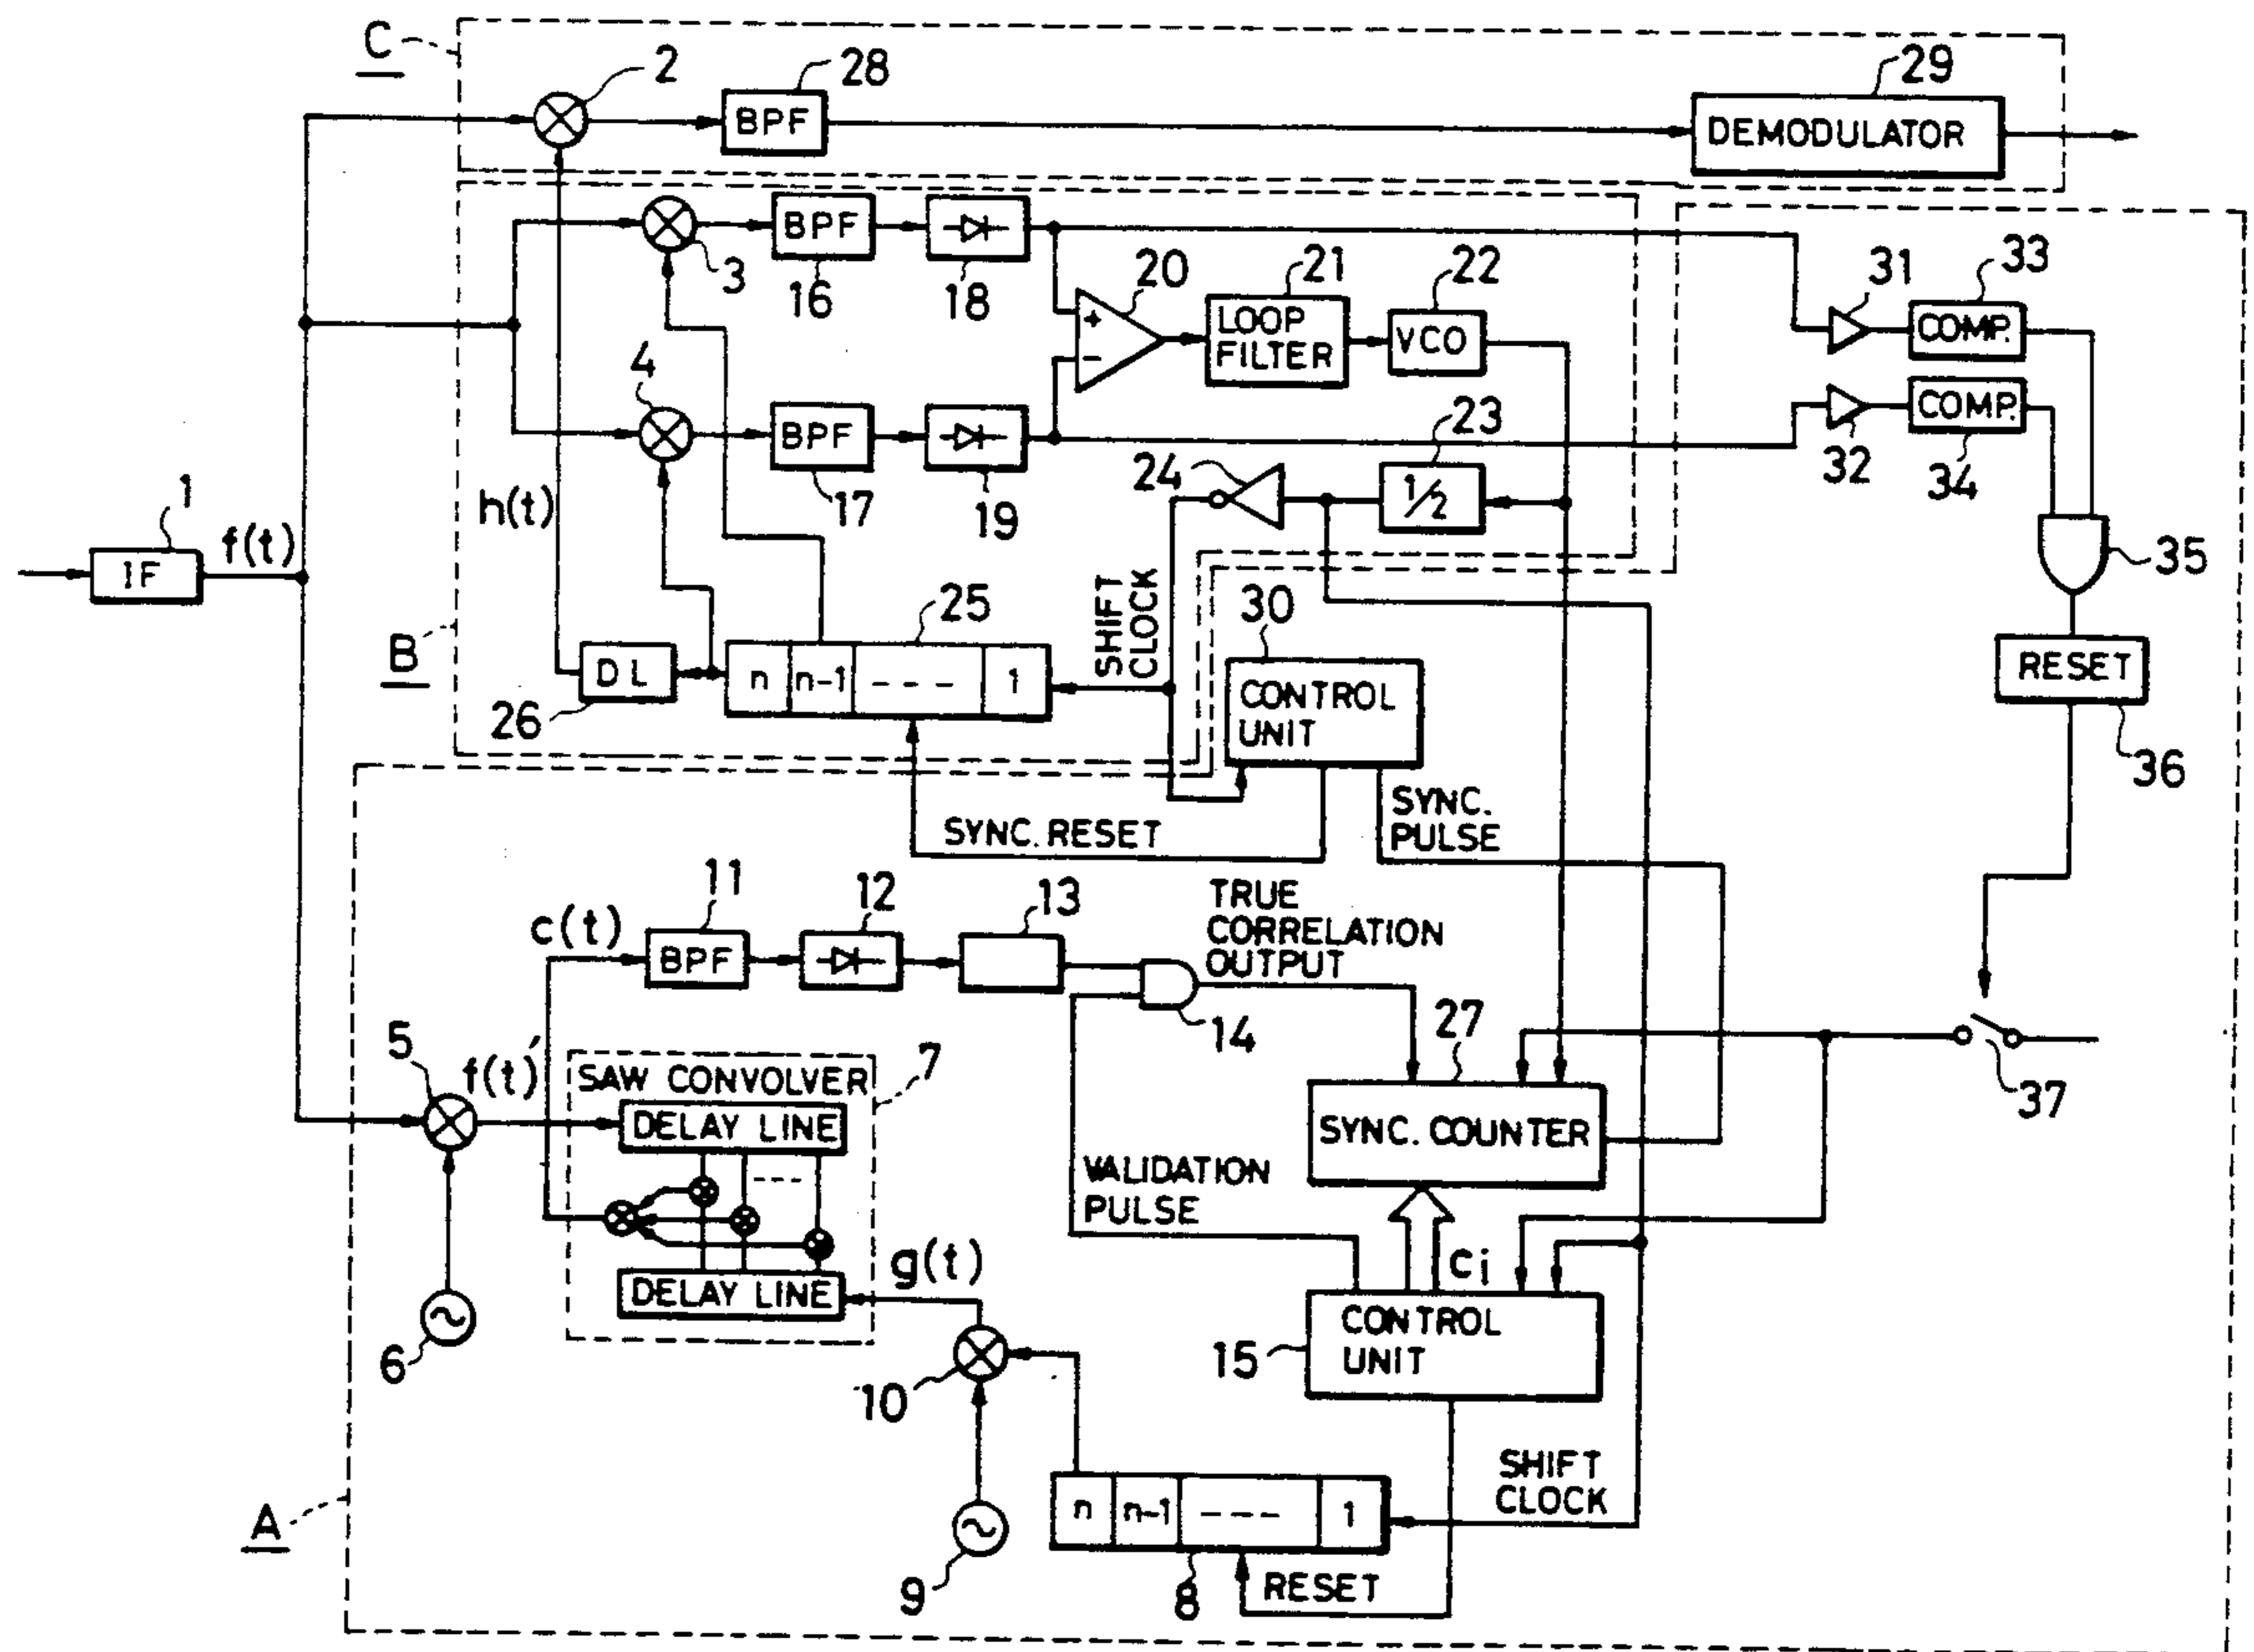 C
2
28
BPF
29
DEMODULATOR
3
BPF
16
18
20
21
LOOP
FILTER
22
VCO
31
33
COMP.
4
BPF
17
19
24
23
1/2
32
COMP.
34
35
1
IF
f(t)
h(t)
B
DL
26
25
n
n-1
1
SHIFT
CLOCK
30
CONTROL
UNIT
RESET
36
SYNC. RESET
SYNC.
PULSE
c(t)
11
BPF
12
13
14
TRUE
CORRELATION
OUTPUT
27
SYNC. COUNTER
37
5
f(t)'
SAW CONVOLVER
7
DELAY LINE
DELAY LINE
6
g(t)
10
9
VALIDATION
PULSE
Ci
15
CONTROL
UNIT
SHIFT
CLOCK
n
n-1
1
8
RESET
A